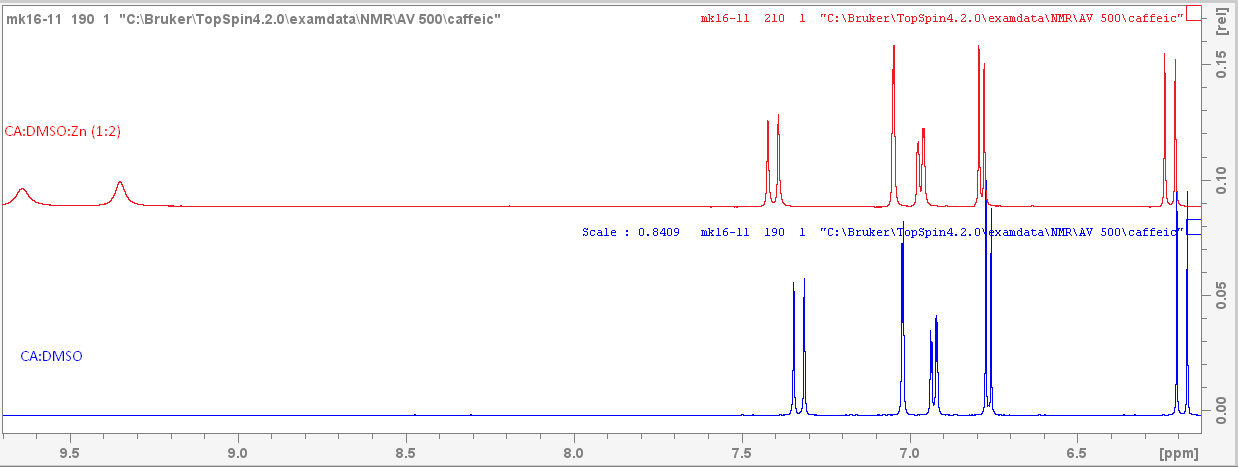 mk16-11 190 1 "C:\Bruker\TopSpin4.2.0\examdata\NMR\AV 500\caffeic"
mk16-11 210 1 "C:\Bruker\TopSpin4.2.0\examdata\NMR\AV 500\caffeic"
[rel]
0.15
CA:DMSO:Zn (1:2)
0.10
Scale : 0.8409 mk16-11 190 1 "C:\Bruker\TopSpin4.2.0\examdata\NMR\AV 500\caffeic"
0.05
CA:DMSO
0.00
9.5 9.0 8.5 8.0 7.5 7.0 6.5 [ppm]